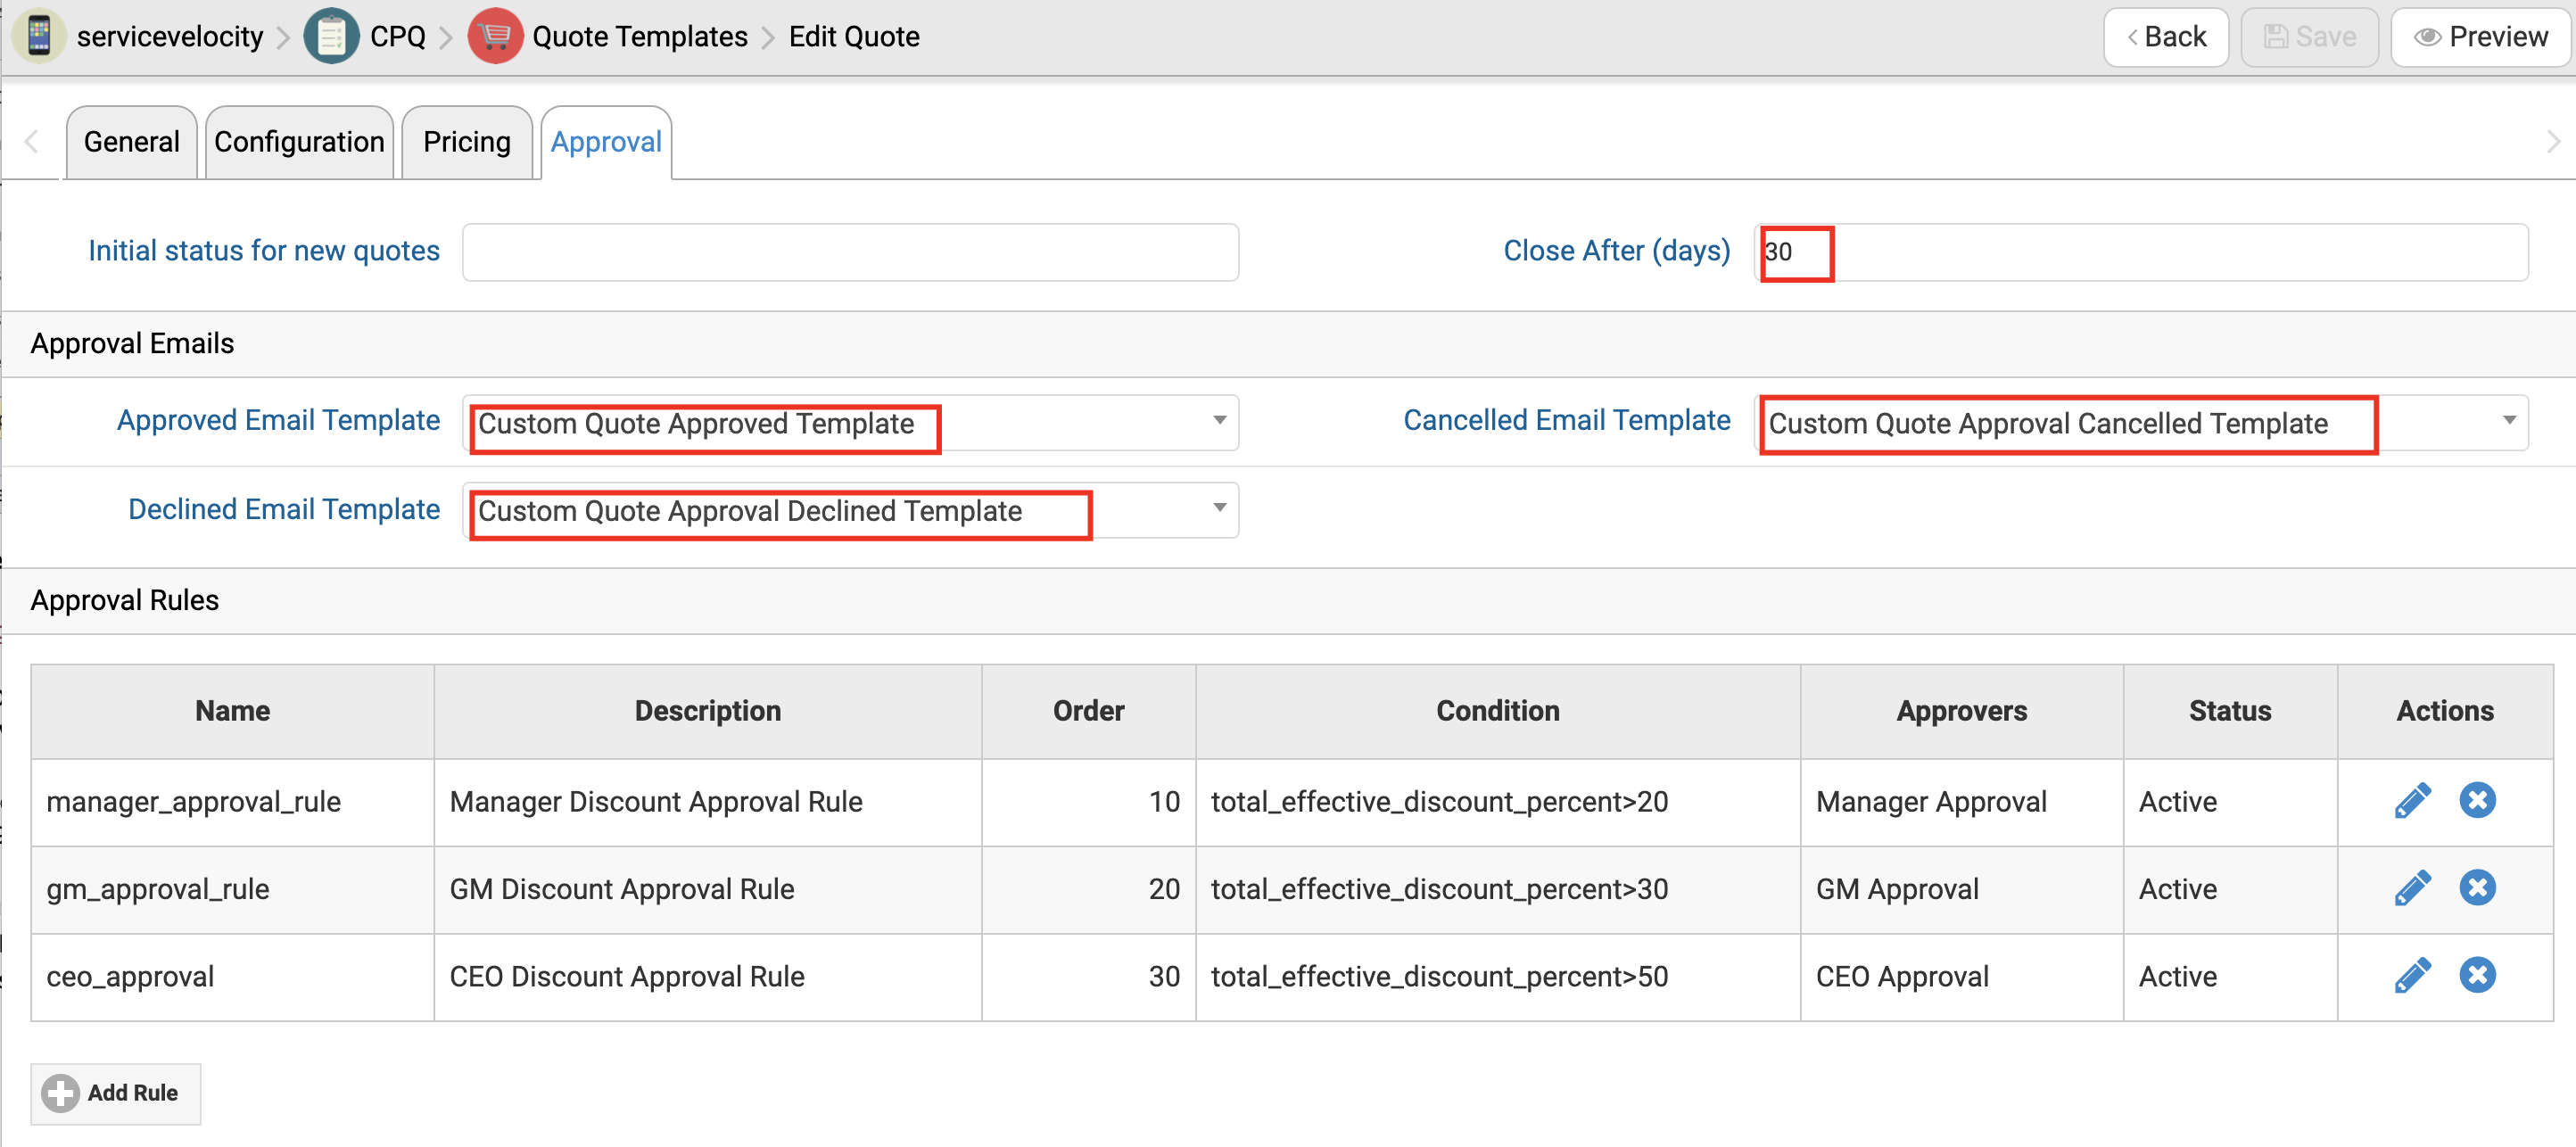 servicevelocity > CPQ > Quote Templates > Edit Quote
< Back Save Preview
General Configuration Pricing Approval
Initial status for new quotes
Close After (days) 30
Approval Emails
Approved Email Template Custom Quote Approved Template
Cancelled Email Template Custom Quote Approval Cancelled Template
Declined Email Template Custom Quote Approval Declined Template
Approval Rules
Name Description Order Condition Approvers Status Actions
manager_approval_rule Manager Discount Approval Rule 10 total_effective_discount_percent>20 Manager Approval Active
gm_approval_rule GM Discount Approval Rule 20 total_effective_discount_percent>30 GM Approval Active
ceo_approval CEO Discount Approval Rule 30 total_effective_discount_percent>50 CEO Approval Active
Add Rule